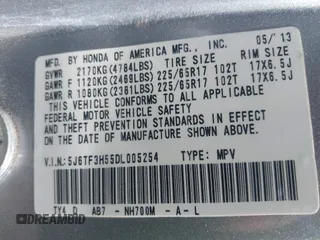 MFD. BY HONDA OF AMERICA MFG., INC. 05/'13
GVWR 2170KG(4784LBS) TIRE SIZE RIM SIZE
GAWR F 1120KG(2469LBS) 225/65R17 102T 17X6.5J
GAWR R 1080KG(2381LBS) 225/65R17 102T 17X6.5J
THIS VEHICLE CONFORMS TO ALL APPLICABLE
FEDERAL MOTOR VEHICLE SAFETY STANDARDS
IN EFFECT ON THE DATE OF MANUFACTURE
SHOWN ABOVE.
V.I.N.:5J6TF3H55DL005254 TYPE: MPV
TY4 D AB7 - NH700M - A - L
DREAMBID